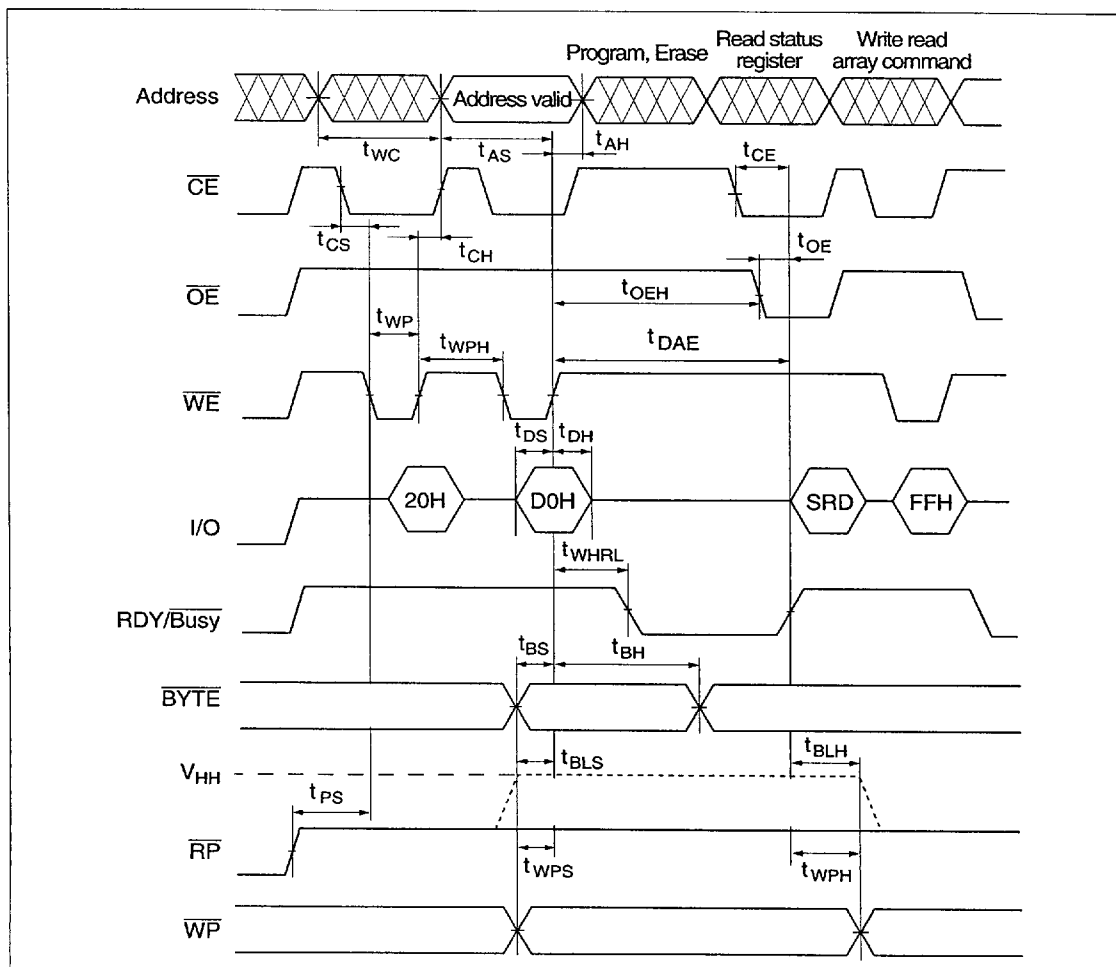 Program, Erase
Read status
register
Write read
array command
Address
Address valid
tWC
tAS
tAH
tCE
CE
tCS
tCH
tOE
OE
tOEH
tWP
tWPH
tDAE
WE
tDS
tDH
I/O
20H
D0H
SRD
FFH
tWHRL
RDY/Busy
tBS
tBH
BYTE
VHH
tBLS
tBLH
tPS
RP
tWPS
tWPH
WP